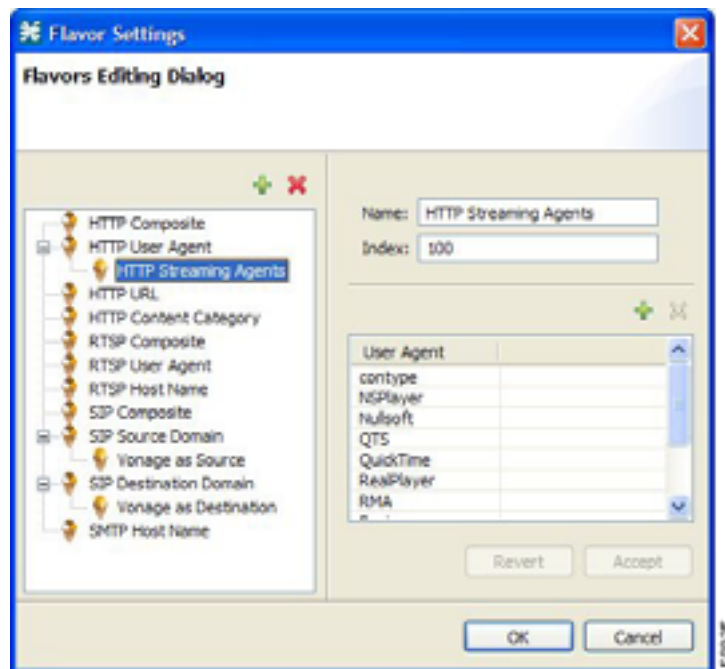 Flavor Settings
Flavors Editing Dialog
HTTP Composite
HTTP User Agent
HTTP Streaming Agents
HTTP URL
HTTP Content Category
RTSP Composite
RTSP User Agent
RTSP Host Name
SIP Composite
SIP Source Domain
Vonage as Source
SIP Destination Domain
Vonage as Destination
SMTP Host Name
Name: HTTP Streaming Agents
Index: 100
User Agent
contype
NSPlayer
Nullsoft
QTS
QuickTime
RealPlayer
RMA
Revert Accept
OK Cancel